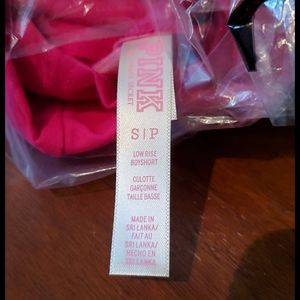 PINK
SECRET
S|P
LOW RISE
BOYSHORT
CULOTTE
GARÇONNE
TAILLE BASSE
MADE IN
SRI LANKA/
FAIT AU
SRI LANKA/
HECHO EN
SRI LANKA